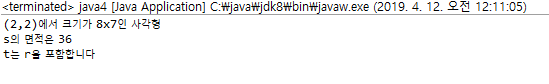 <terminated> java4 [Java Application] C:₩java₩jdk8₩bin₩javaw.exe (2019. 4. 12. 오전 12:11:05)
(2,2)에서 크기가 8x7인 사각형
s의 면적은 36
t는 r을 포함합니다